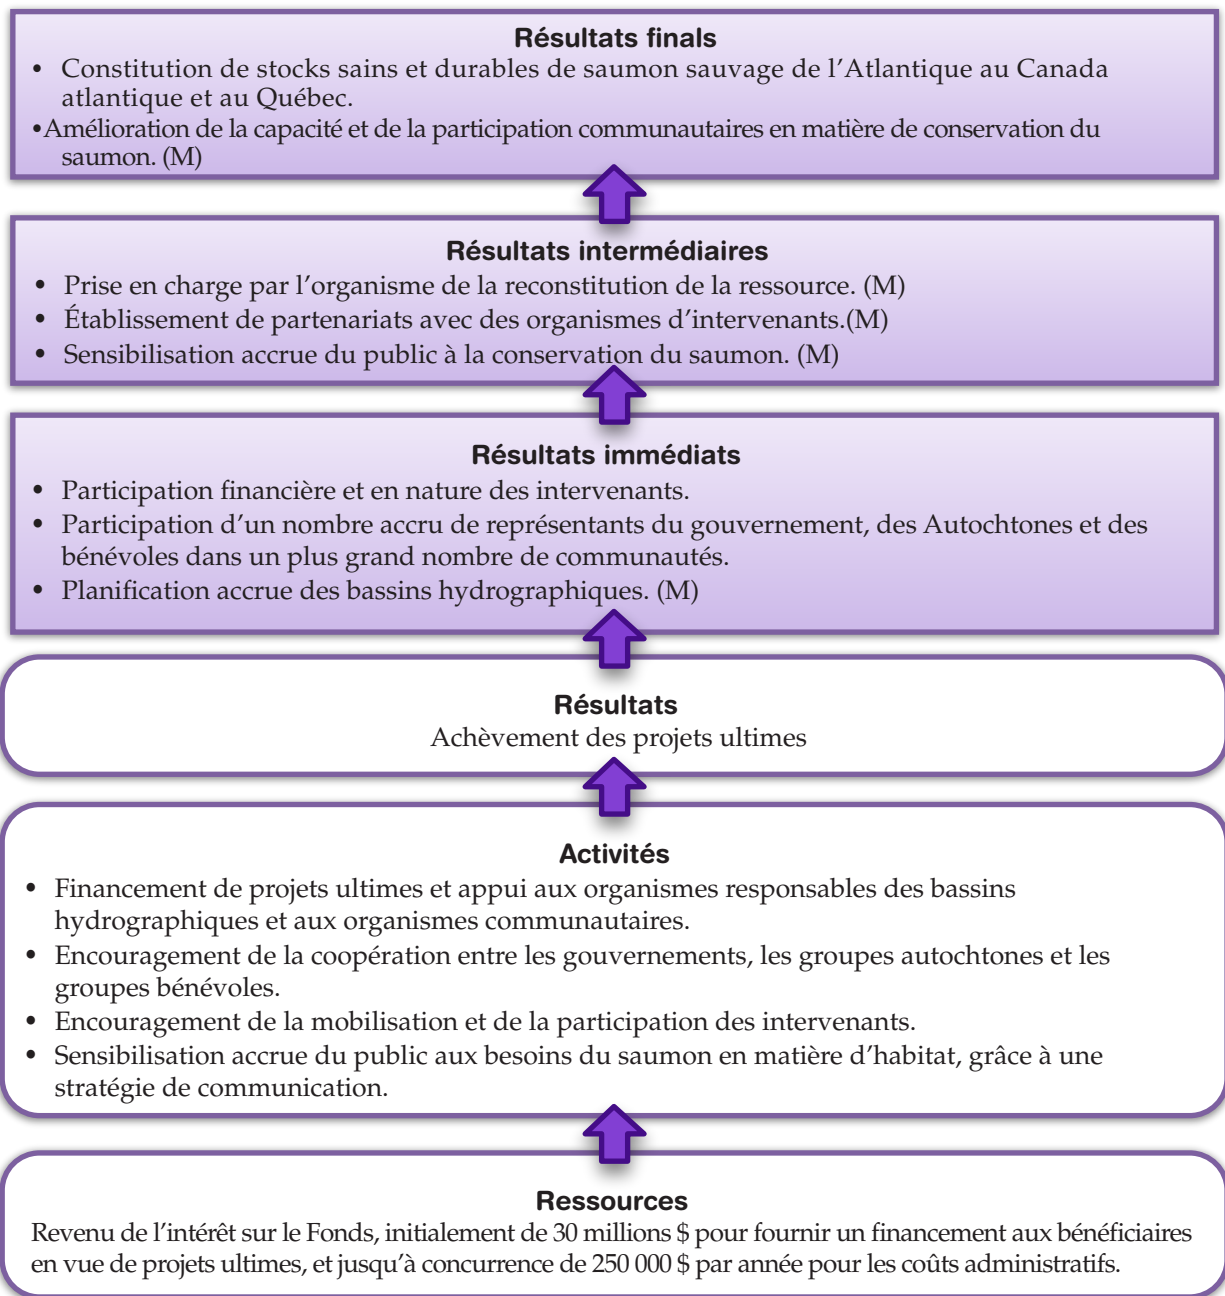 Résultats finals
• Constitution de stocks sains et durables de saumon sauvage de l'Atlantique au Canada
atlantique et au Québec.
•Amélioration de la capacité et de la participation communautaires en matière de conservation du
saumon. (M)
Résultats intermédiaires
• Prise en charge par l'organisme de la reconstitution de la ressource. (M)
• Établissement de partenariats avec des organismes d'intervenants.(M)
• Sensibilisation accrue du public à la conservation du saumon. (M)
Résultats immédiats
• Participation financière et en nature des intervenants.
• Participation d'un nombre accru de représentants du gouvernement, des Autochtones et des
bénévoles dans un plus grand nombre de communautés.
• Planification accrue des bassins hydrographiques. (M)
Résultats
Achèvement des projets ultimes
Activités
• Financement de projets ultimes et appui aux organismes responsables des bassins
hydrographiques et aux organismes communautaires.
• Encouragement de la coopération entre les gouvernements, les groupes autochtones et les
groupes bénévoles.
• Encouragement de la mobilisation et de la participation des intervenants.
• Sensibilisation accrue du public aux besoins du saumon en matière d'habitat, grâce à une
stratégie de communication.
Ressources
Revenu de l'intérêt sur le Fonds, initialement de 30 millions $ pour fournir un financement aux bénéficiaires
en vue de projets ultimes, et jusqu'à concurrence de 250 000 $ par année pour les coûts administratifs.